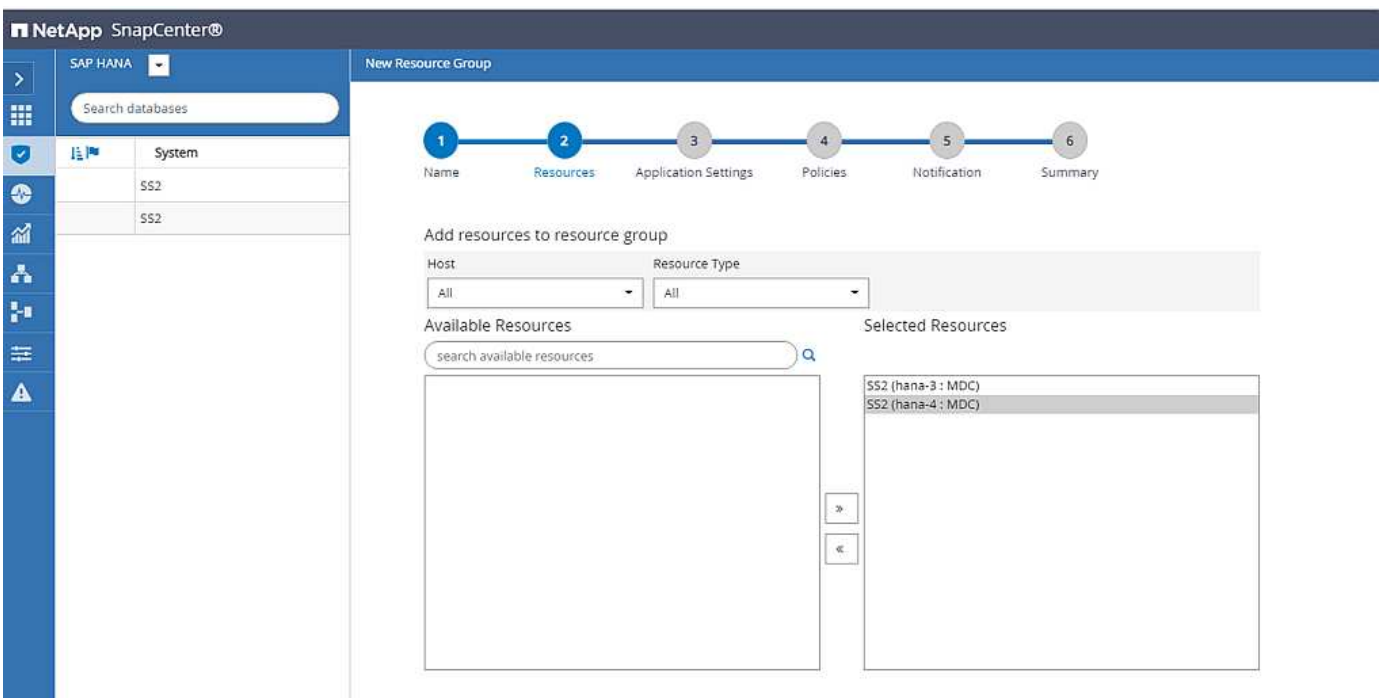 NetApp SnapCenter®
SAP HANA
New Resource Group
Search databases
System
SS2
SS2
1
2
3
4
5
6
Name
Resources
Application Settings
Policies
Notification
Summary
Add resources to resource group
Host
Resource Type
All
All
Available Resources
Selected Resources
search available resources
SS2 (hana-3 : MDC)
SS2 (hana-4 : MDC)
»
«